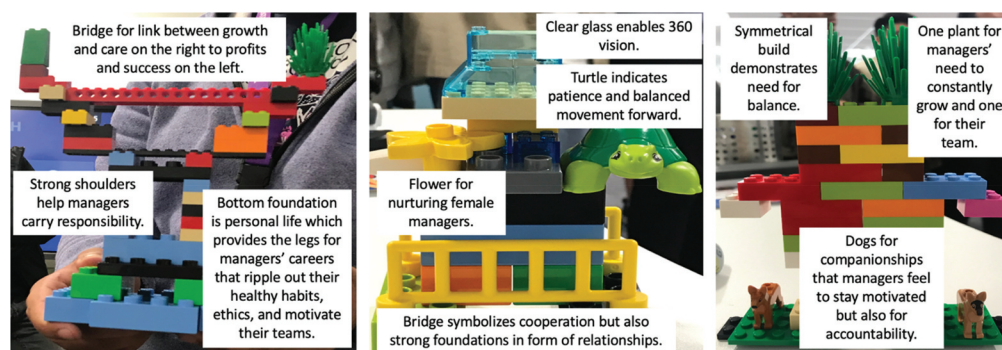 Bridge for link between growth
and care on the right to profits
and success on the left.
Strong shoulders
help managers
carry responsibility.
Bottom foundation
is personal life which
provides the legs for
managers' careers
that ripple out their
healthy habits,
ethics, and motivate
their teams.
Clear glass enables 360
vision.
Turtle indicates
patience and balanced
movement forward.
Flower for
nurturing female
managers.
Bridge symbolizes cooperation but also
strong foundations in form of relationships.
Symmetrical
build
demonstrates
need for
balance.
One plant for
managers'
need to
constantly
grow and one
for their
team.
Dogs for
companionships
that managers feel
to stay motivated
but also for
accountability.